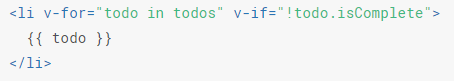 <li v-for="todo in todos" v-if="!todo.isComplete">
  {{ todo }}
</li>